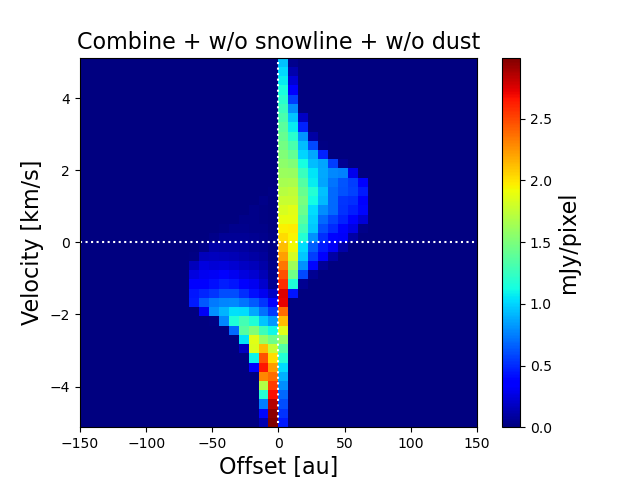 Combine + w/o snowline + w/o dust
Velocity [km/s]
4
2
0
−2
−4
−150 −100 −50 0 50 100 150
Offset [au]
2.5
2.0
1.5
1.0
0.5
0.0
mJy/pixel